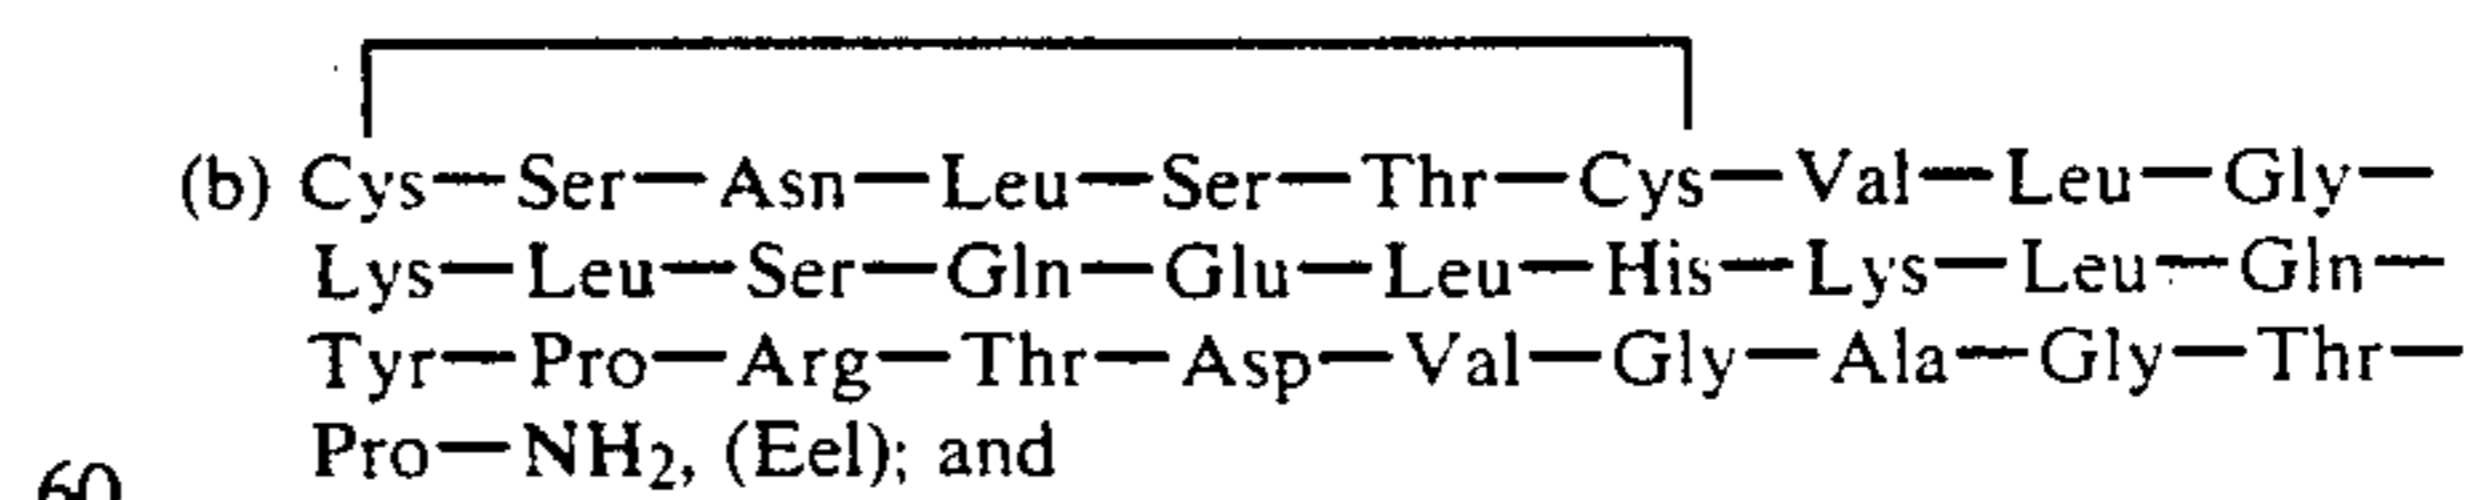 (b) Cys—Ser—Asn—Leu—Ser—Thr—Cys—Val—Leu—Gly—
Lys—Leu—Ser—Gln—Glu—Leu—His—Lys—Leu—Gln—
Tyr—Pro—Arg—Thr—Asp—Val—Gly—Ala—Gly—Thr—
Pro—NH₂, (Eel); and
60